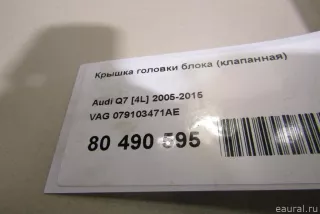 Крышка головки блока (клапанная)
Audi Q7 [4L] 2005-2015
VAG 079103471AE
80 490 595
eaural.ru